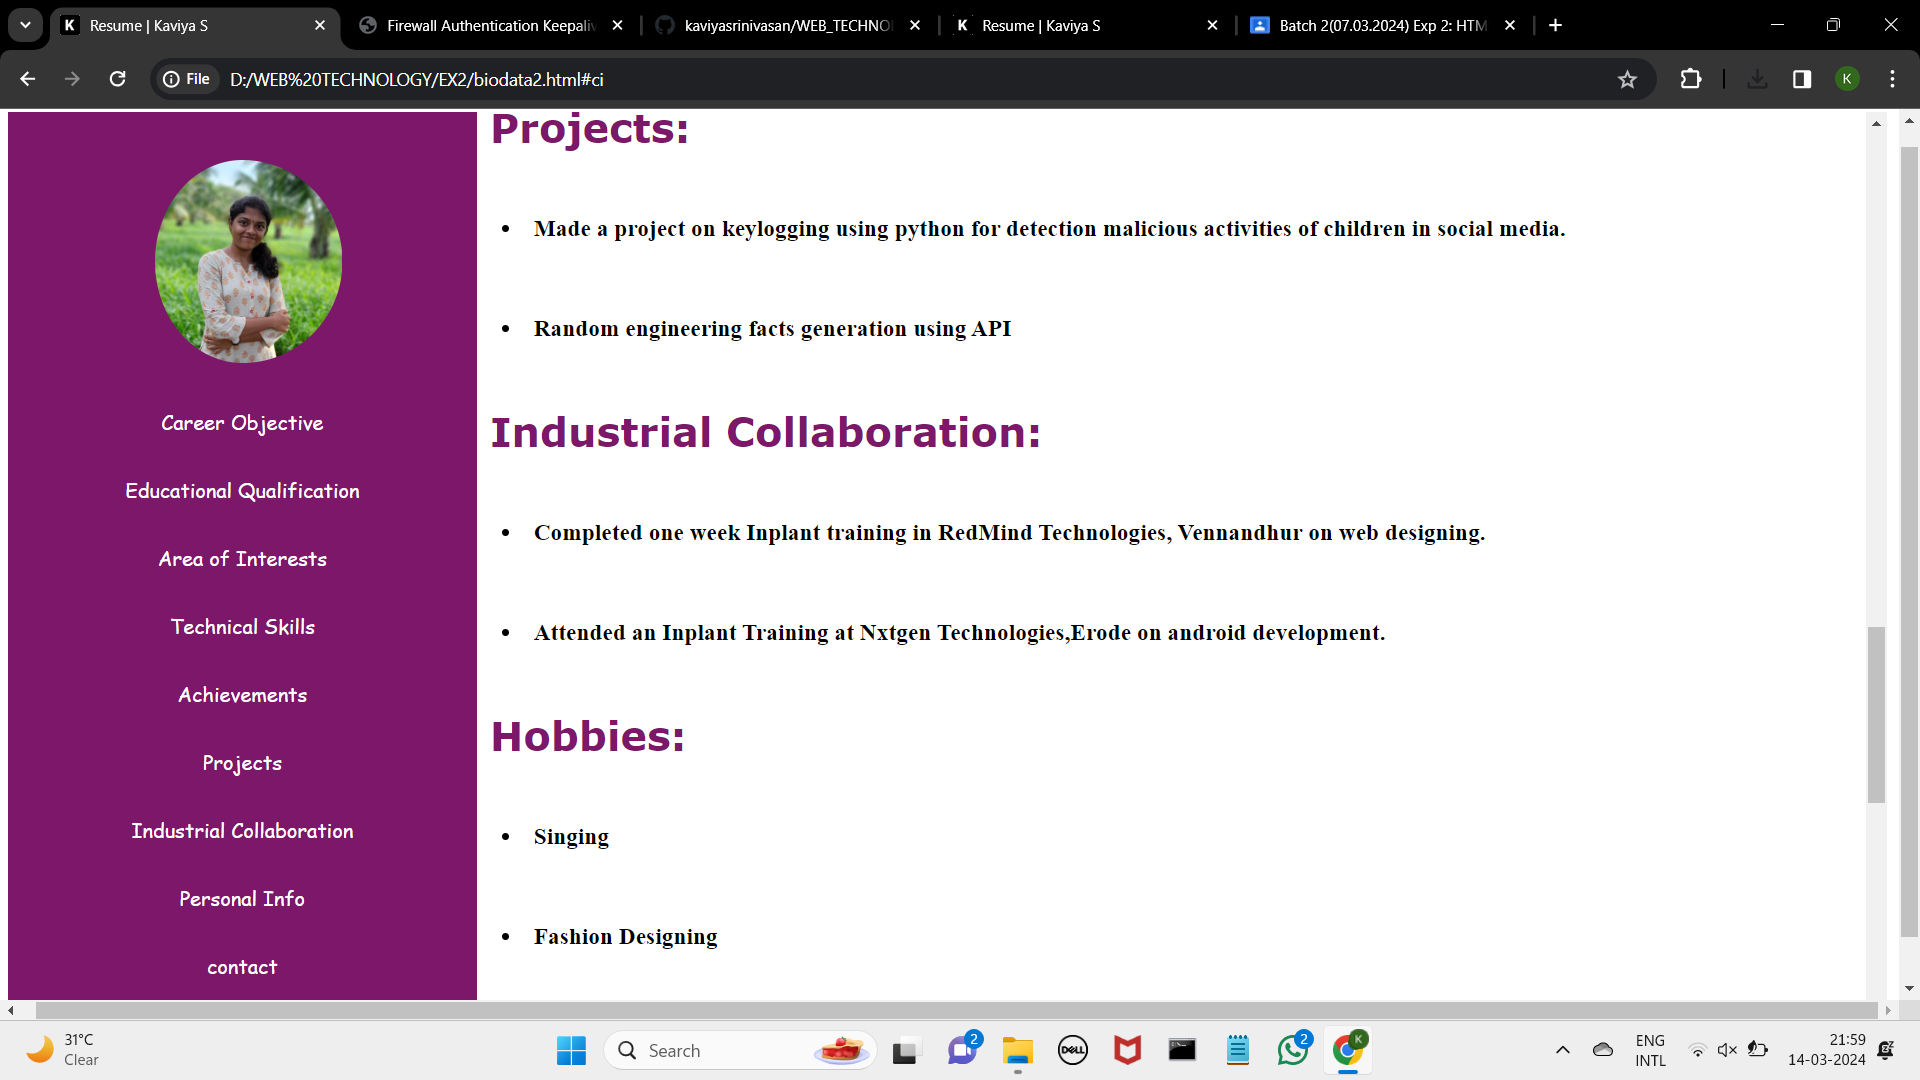 K Resume | Kaviya S
Firewall Authentication Keepaliv
kaviyasrinivasan/WEB_TECHNOL
K Resume | Kaviya S
Batch 2(07.03.2024) Exp 2: HTM
File D:/WEB%20TECHNOLOGY/EX2/biodata2.html#ci
K
Projects:
• Made a project on keylogging using python for detection malicious activities of children in social media.
• Random engineering facts generation using API
Industrial Collaboration:
• Completed one week Inplant training in RedMind Technologies, Vennandhur on web designing.
• Attended an Inplant Training at Nxtgen Technologies,Erode on android development.
Hobbies:
• Singing
• Fashion Designing
Career Objective
Educational Qualification
Area of Interests
Technical Skills
Achievements
Projects
Industrial Collaboration
Personal Info
contact
31°C
Clear
Search
2
DELL
2
K
ENG
INTL
21:59
14-03-2024